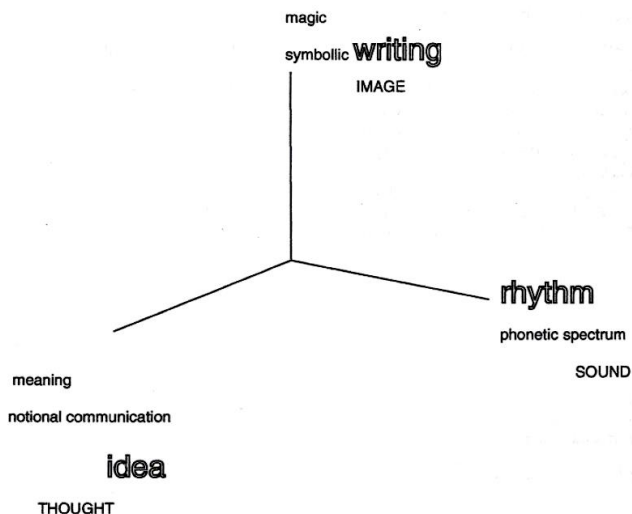 magic
symbollic writing
IMAGE
rhythm
phonetic spectrum
SOUND
meaning
notional communication
idea
THOUGHT